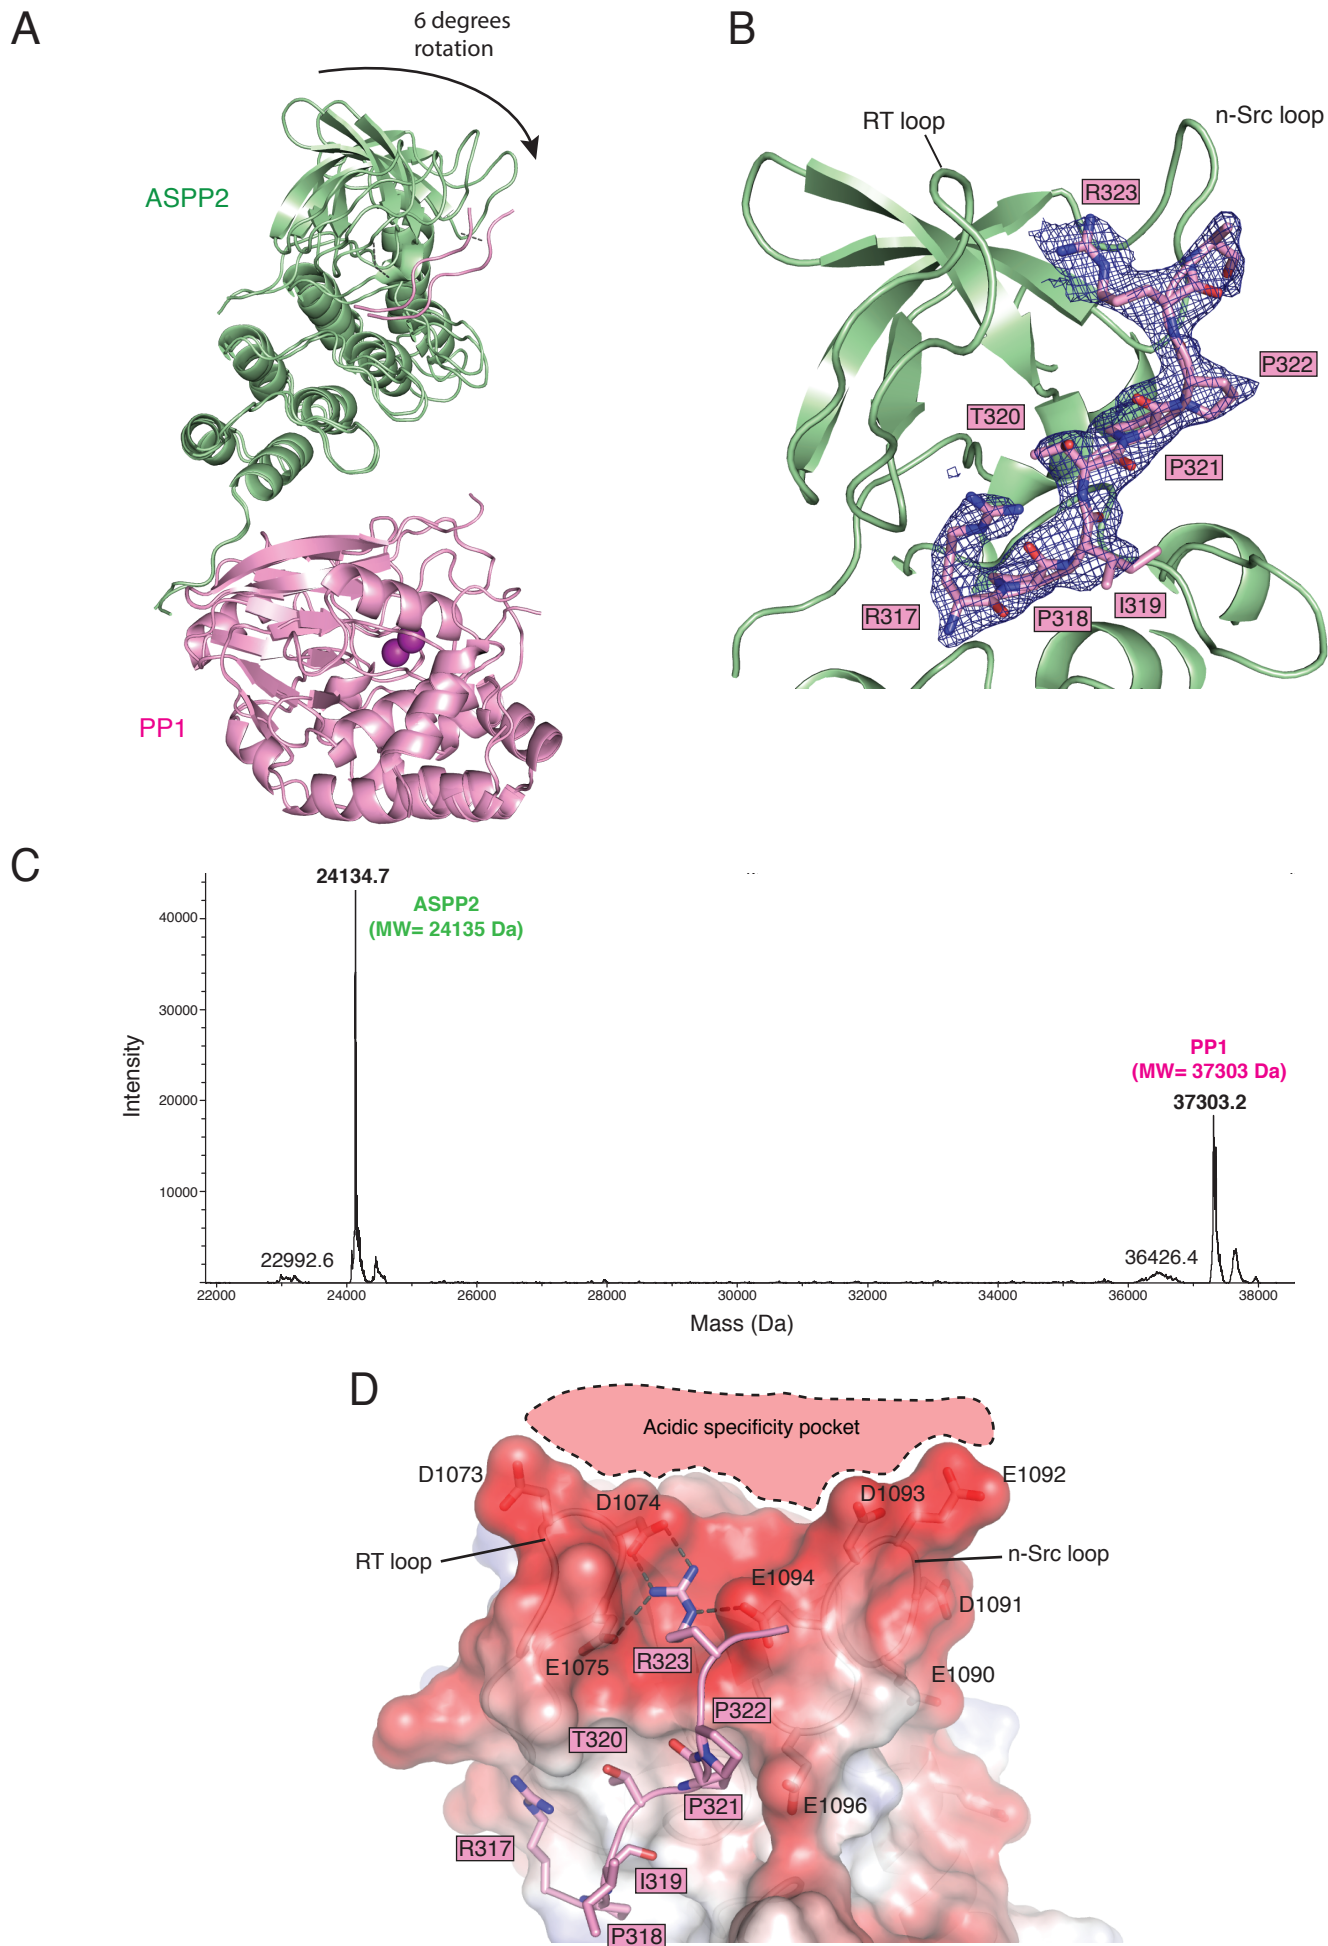 A
6 degrees
rotation
ASPP2
PP1
B
RT loop
n-Src loop
R323
P322
T320
P321
R317
P318
I319
C
24134.7
ASPP2
(MW= 24135 Da)
PP1
(MW= 37303 Da)
37303.2
22992.6
36426.4
Intensity
40000
30000
20000
10000
22000
24000
26000
28000
30000
32000
34000
36000
38000
Mass (Da)
D
Acidic specificity pocket
D1073
D1074
E1092
D1093
RT loop
n-Src loop
E1094
D1091
E1075
R323
E1090
P322
T320
P321
E1096
R317
I319
P318